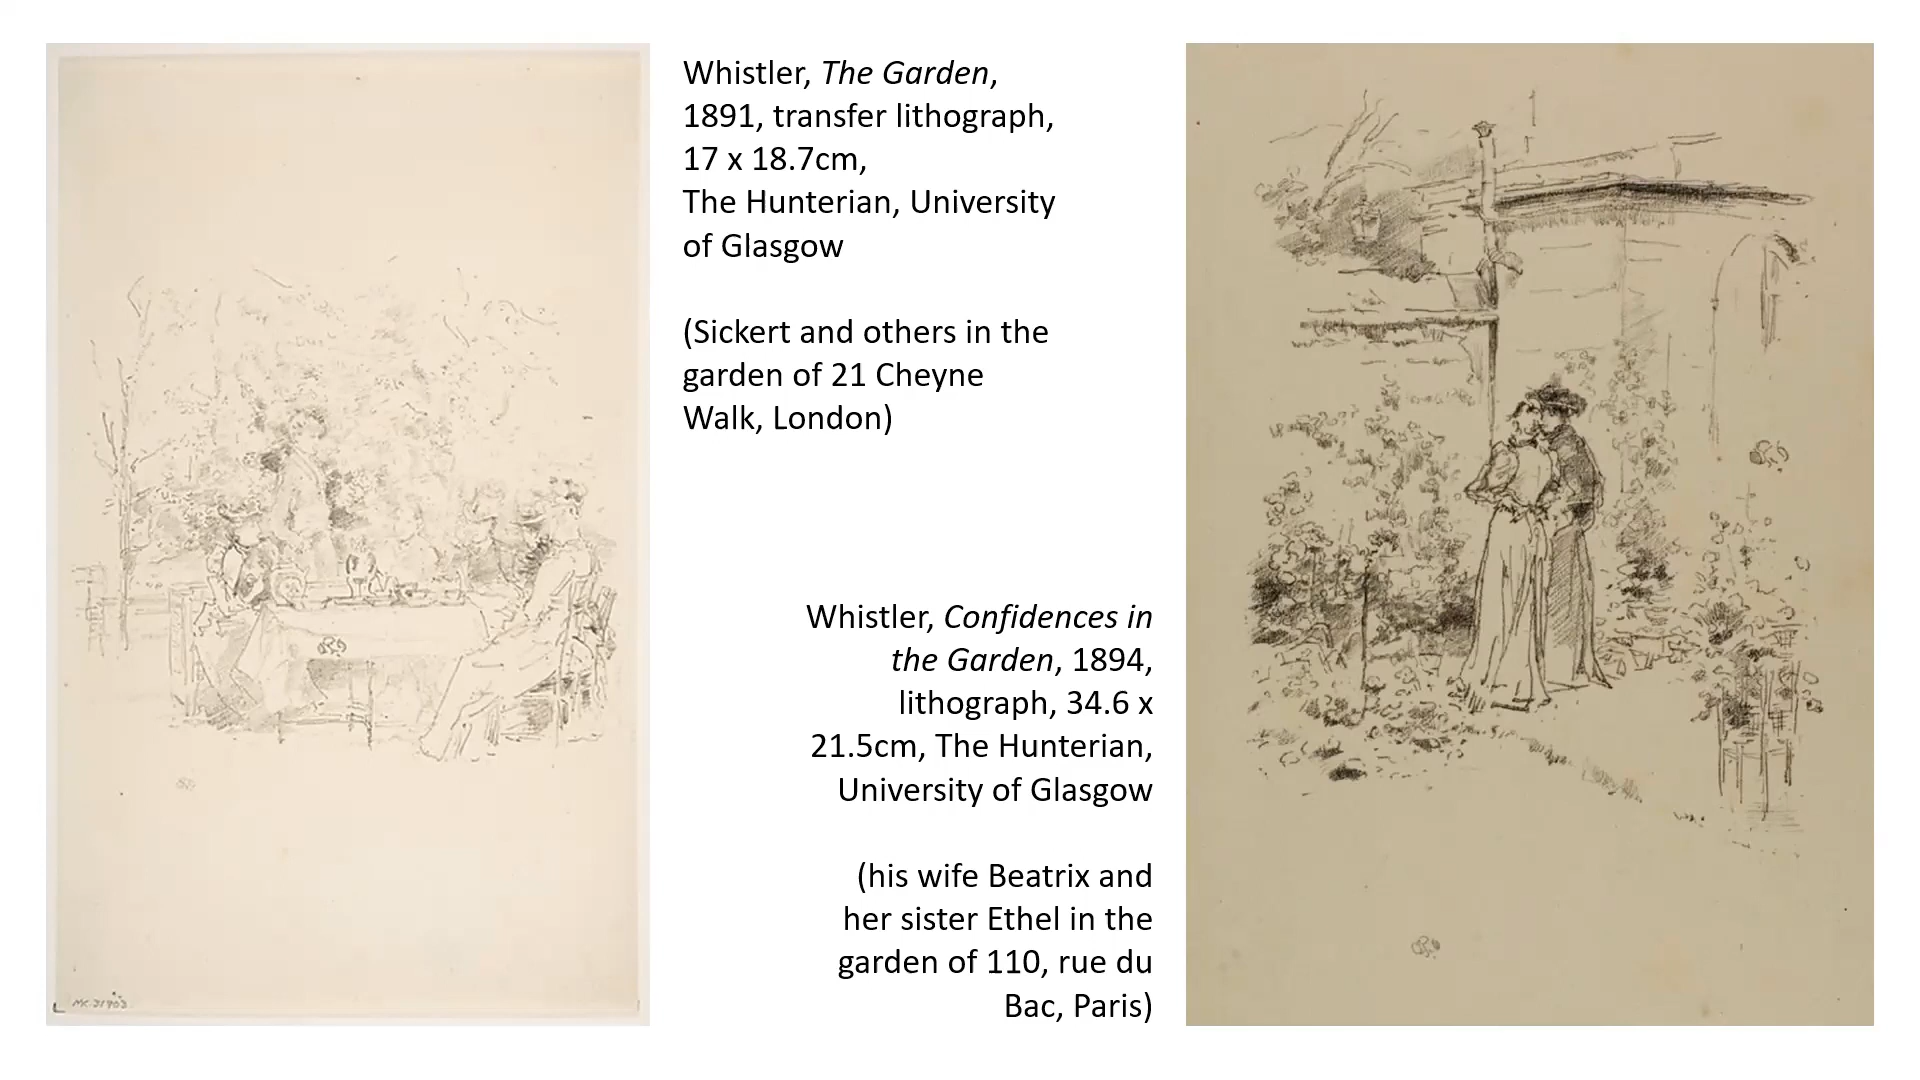 Whistler, The Garden,
1891, transfer lithograph,
17 x 18.7cm,
The Hunterian, University
of Glasgow
(Sickert and others in the
garden of 21 Cheyne
Walk, London)
Whistler, Confidences in
the Garden, 1894,
lithograph, 34.6 x
21.5cm, The Hunterian,
University of Glasgow
(his wife Beatrix and
her sister Ethel in the
garden of 110, rue du
Bac, Paris)